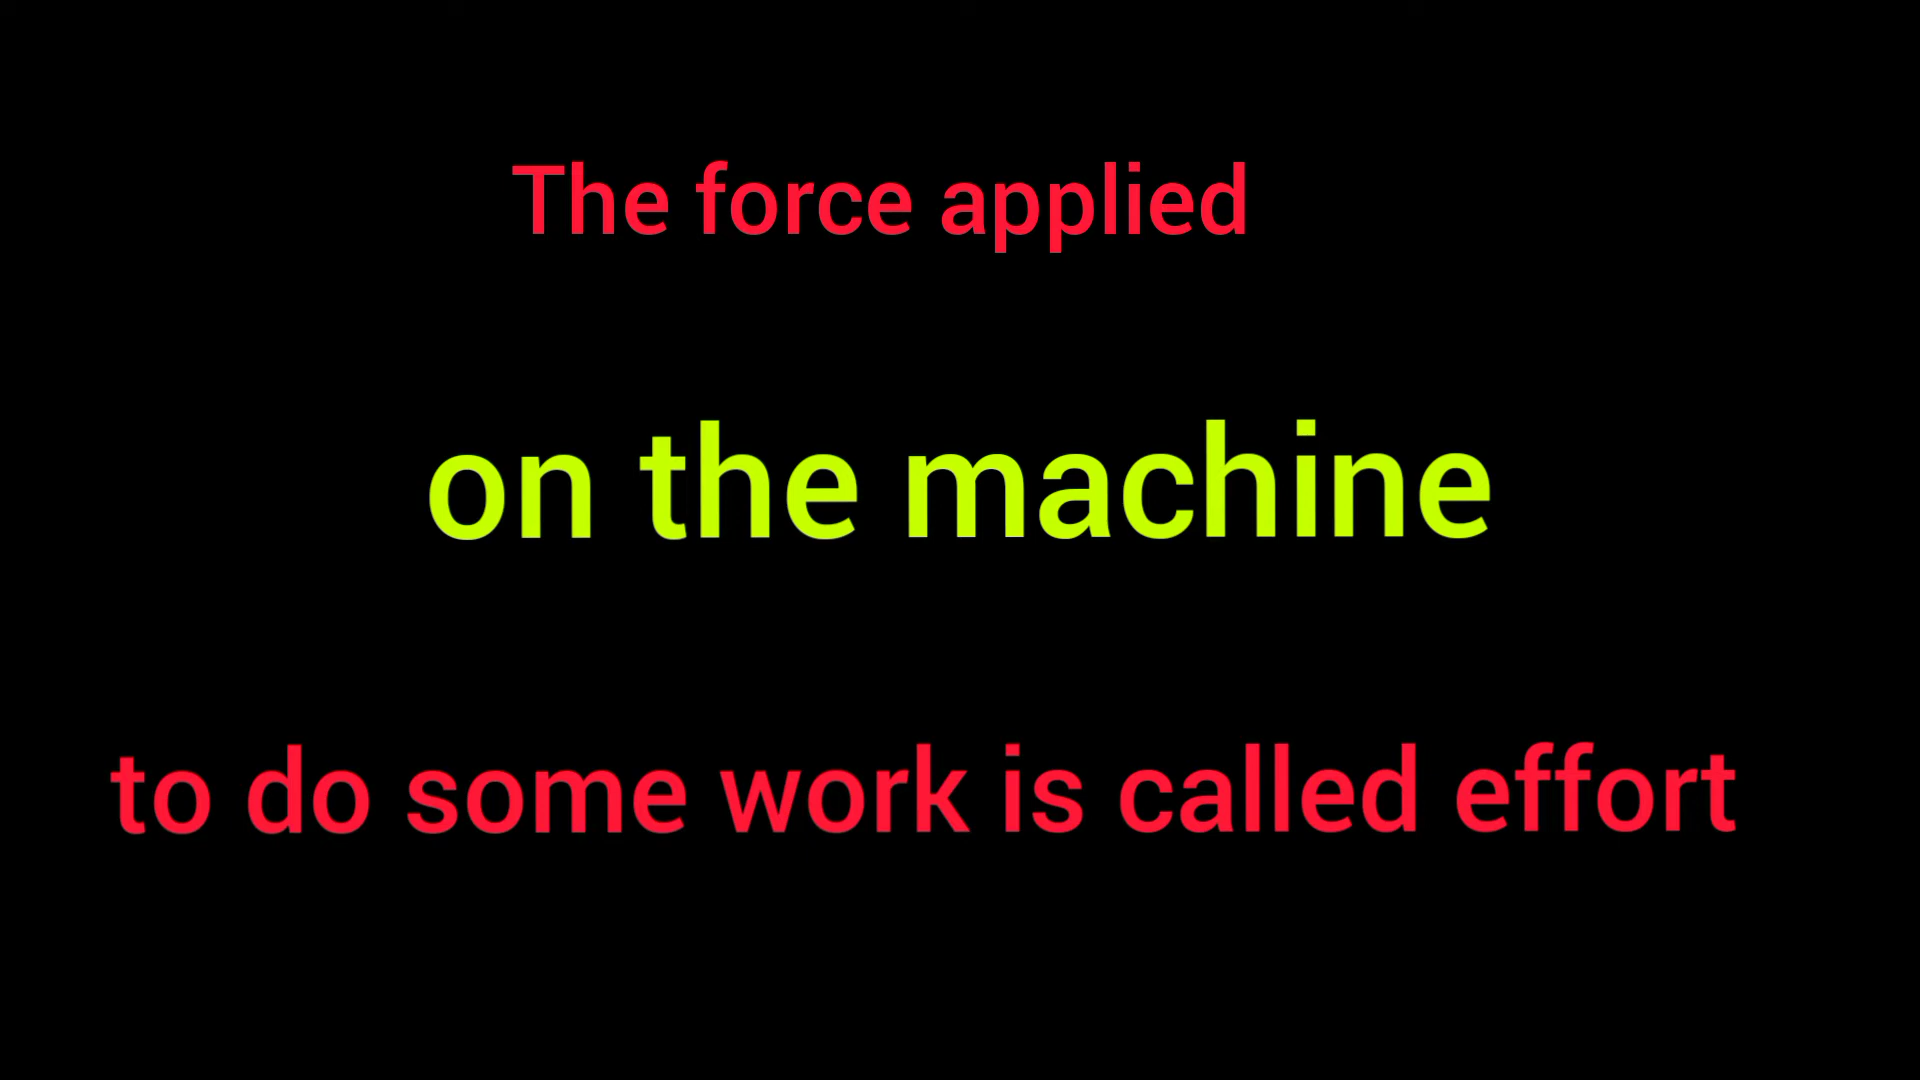 The force applied
on the machine
to do some work is called effort